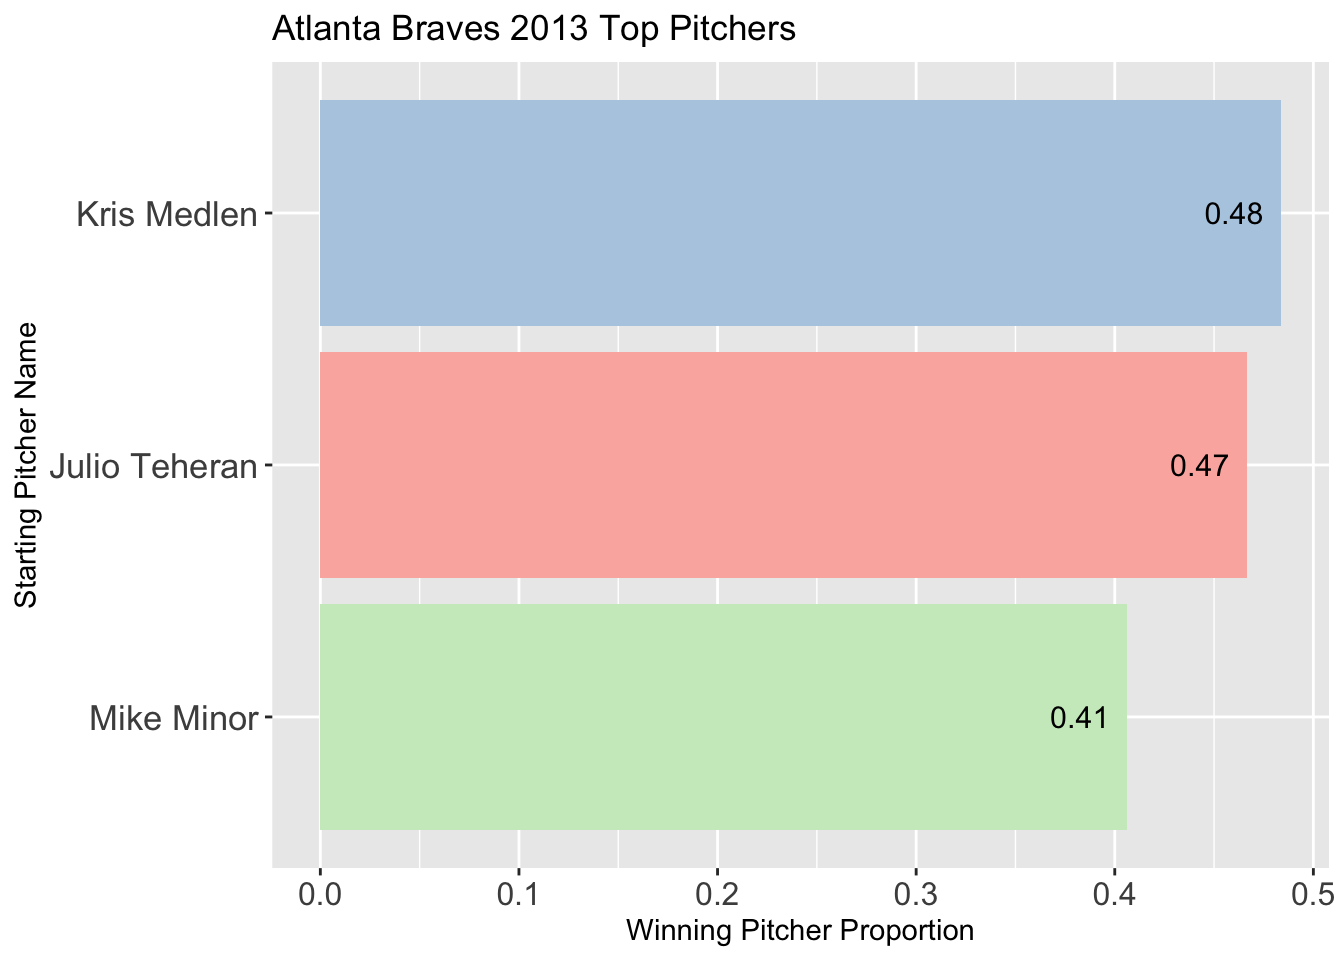 Atlanta Braves 2013 Top Pitchers
Starting Pitcher Name
Kris Medlen
0.48
Julio Teheran
0.47
Mike Minor
0.41
0.0 0.1 0.2 0.3 0.4 0.5
Winning Pitcher Proportion